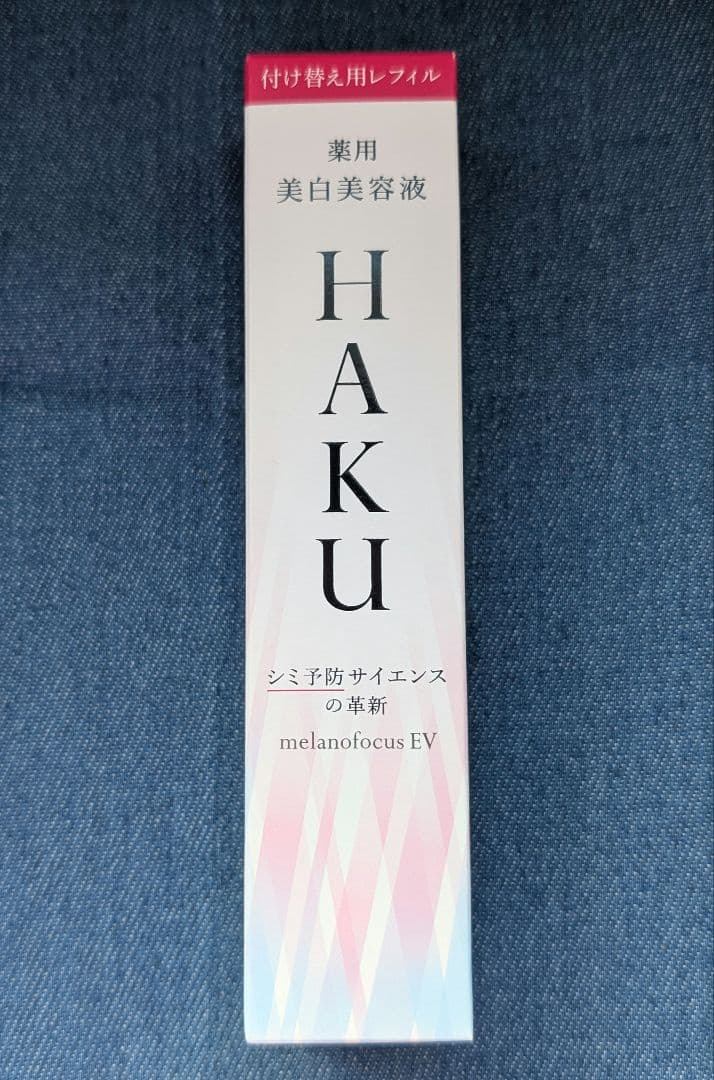 付け替え用レフィル
薬用
美白美容液
HAKU
シミ予防サイエンス
の革新
melanofocus EV